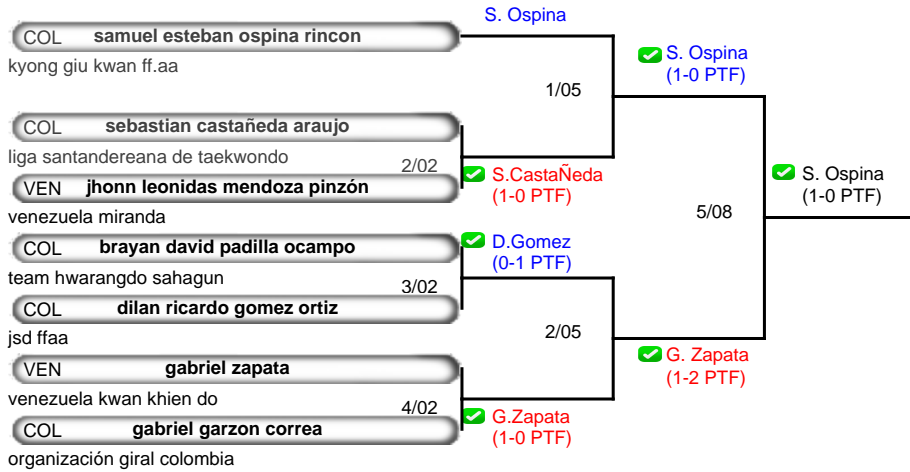 S. Ospina
COL samuel esteban ospina rincon
kyong giu kwan ff.aa
S. Ospina
(1-0 PTF)
1/05
COL sebastian castañeda araujo
liga santandereana de taekwondo
2/02
S.CastaÑeda
(1-0 PTF)
VEN jhonn leonidas mendoza pinzón
venezuela miranda
S. Ospina
(1-0 PTF)
5/08
COL brayan david padilla ocampo
team hwarangdo sahagun
D.Gomez
(0-1 PTF)
3/02
COL dilan ricardo gomez ortiz
jsd ffaa
2/05
G. Zapata
(1-2 PTF)
VEN gabriel zapata
venezuela kwan khien do
4/02
G.Zapata
(1-0 PTF)
COL gabriel garzon correa
organización giral colombia